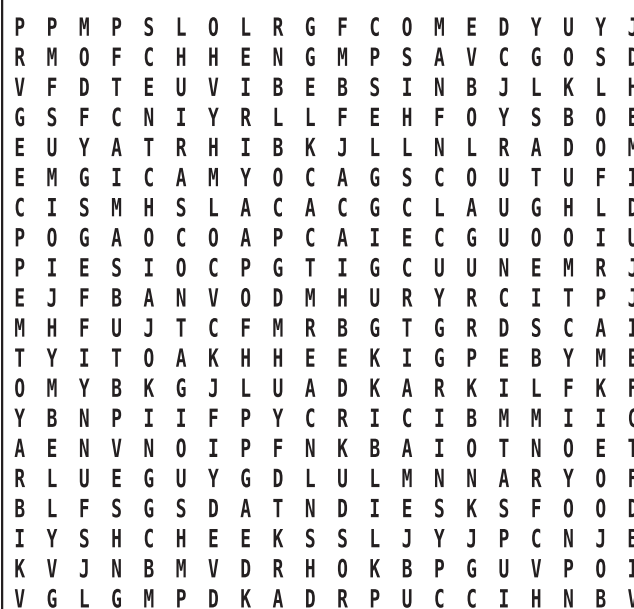 P P M P S L O L R G F C O M E D Y U Y J
R M O F C H H E N G M P S A V C G O S D
V F D T E U V I B E B S I N B J L K L H
G S F C N I Y R L L F E H F O Y S B O E
E U Y A T R H I B K J L L N L R A D O M
E M G I C A M Y O C A G S C O U T U F I
C I S M H S L A C A C G C L A U G H L D
P O G A O C O A P C A I E C G U O O I U
P I E S I O C P G T I G C U U N E M R J
E J F B A N V O D M H U R Y R C I T P J
M H F U J T C F M R B G T G R D S C A I
T Y I T O A K H H E E K I G P E B Y M E
O M Y B K G J L U A D K A R K I L F K F
Y B N P I I F P Y C R I C I B M M I I C
A E N V N O I P F N K B A I O T N O E T
R L U E G U Y G D L U L M N N A R Y O F
B L F S G S D A T N D I E S K S F O O D
I Y S H C H E E K S S L J Y J P C N J E
K V J N B M V D R H O K B P G U V P O I
V G L G M P D K A D R P U C C I H N B V